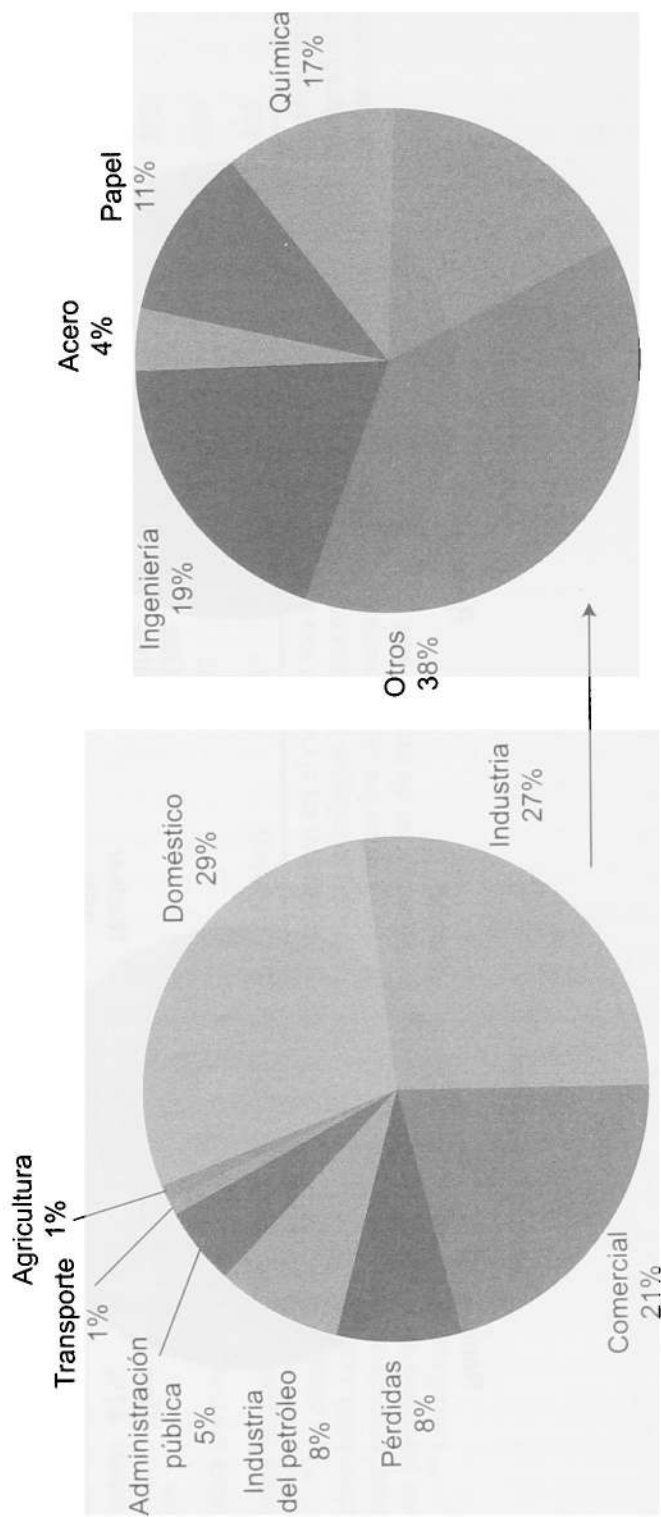 Agricultura
1%
Transporte
1%
Administración
pública
5%
Industria
del petróleo
8%
Pérdidas
8%
Comercial
21%
Industria
27%
Doméstico
29%
Acero
4%
Papel
11%
Química
17%
Otros
38%
Ingeniería
19%